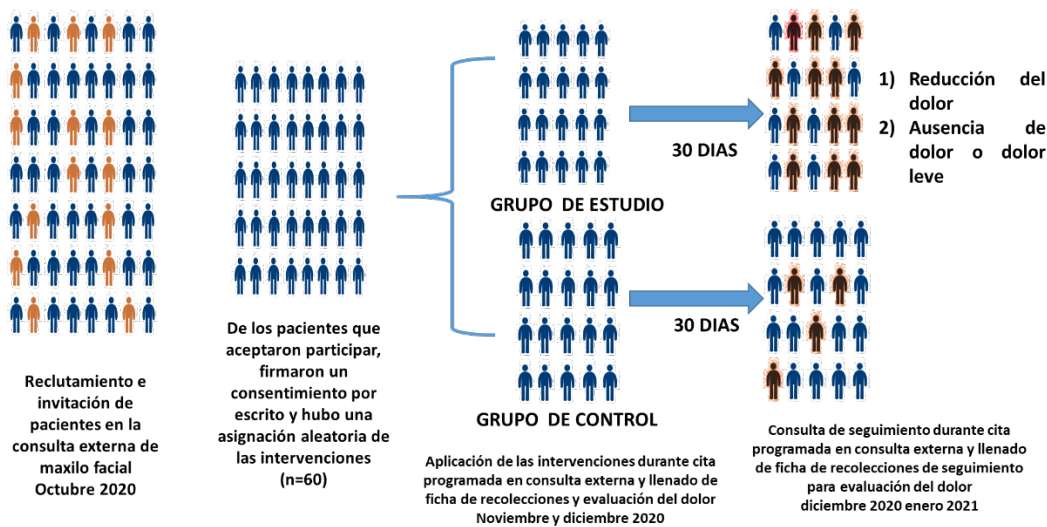 Reclutamiento e
invitación de
pacientes en la
consulta externa de
maxilo facial
Octubre 2020
De los pacientes que
aceptaron participar,
firmaron un
consentimiento por
escrito y hubo una
asignación aleatoria de
las intervenciones
(n=60)
GRUPO DE ESTUDIO
GRUPO DE CONTROL
Aplicación de las intervenciones durante cita
programada en consulta externa y llenado de
ficha de recolecciones y evaluación del dolor
Noviembre y diciembre 2020
30 DIAS
30 DIAS
1) Reducción del
dolor
2) Ausencia de
dolor o dolor
leve
Consulta de seguimiento durante cita
programada en consulta externa y llenado
de ficha de recolecciones de seguimiento
para evaluación del dolor
diciembre 2020 enero 2021